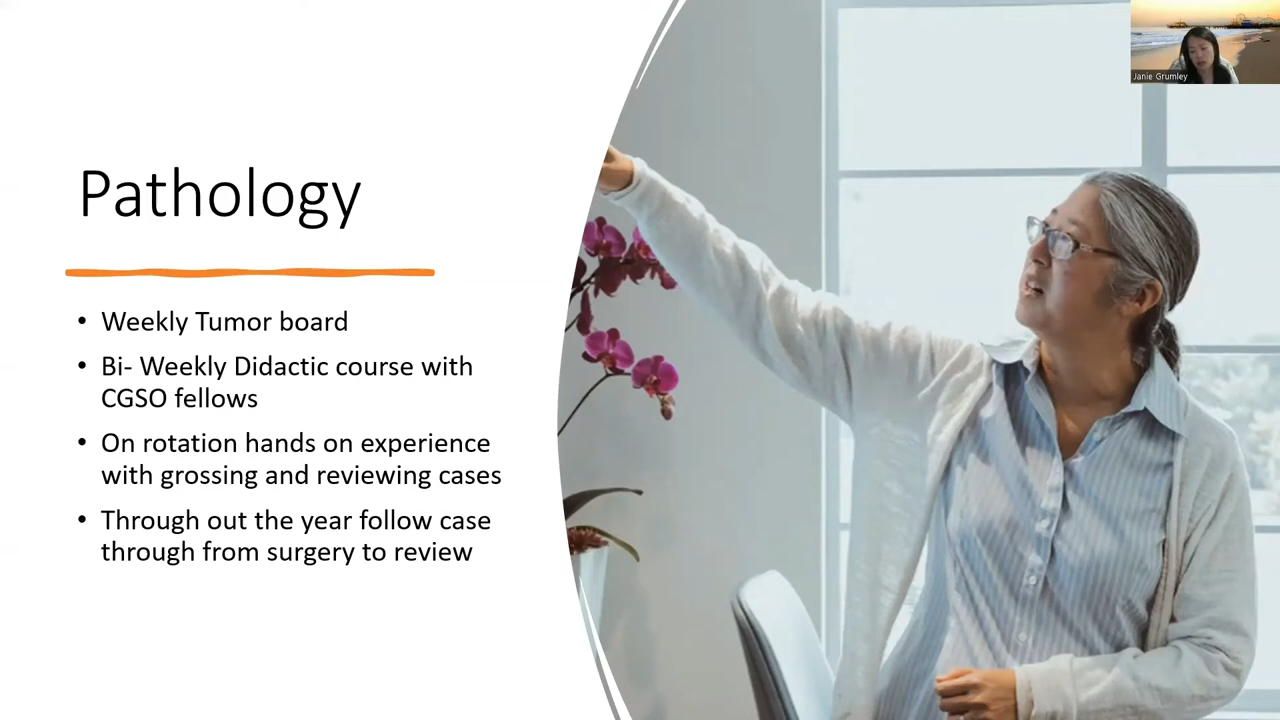 Janie Grumley
Pathology
• Weekly Tumor board
• Bi- Weekly Didactic course with
CGSO fellows
• On rotation hands on experience
with grossing and reviewing cases
• Through out the year follow case
through from surgery to review